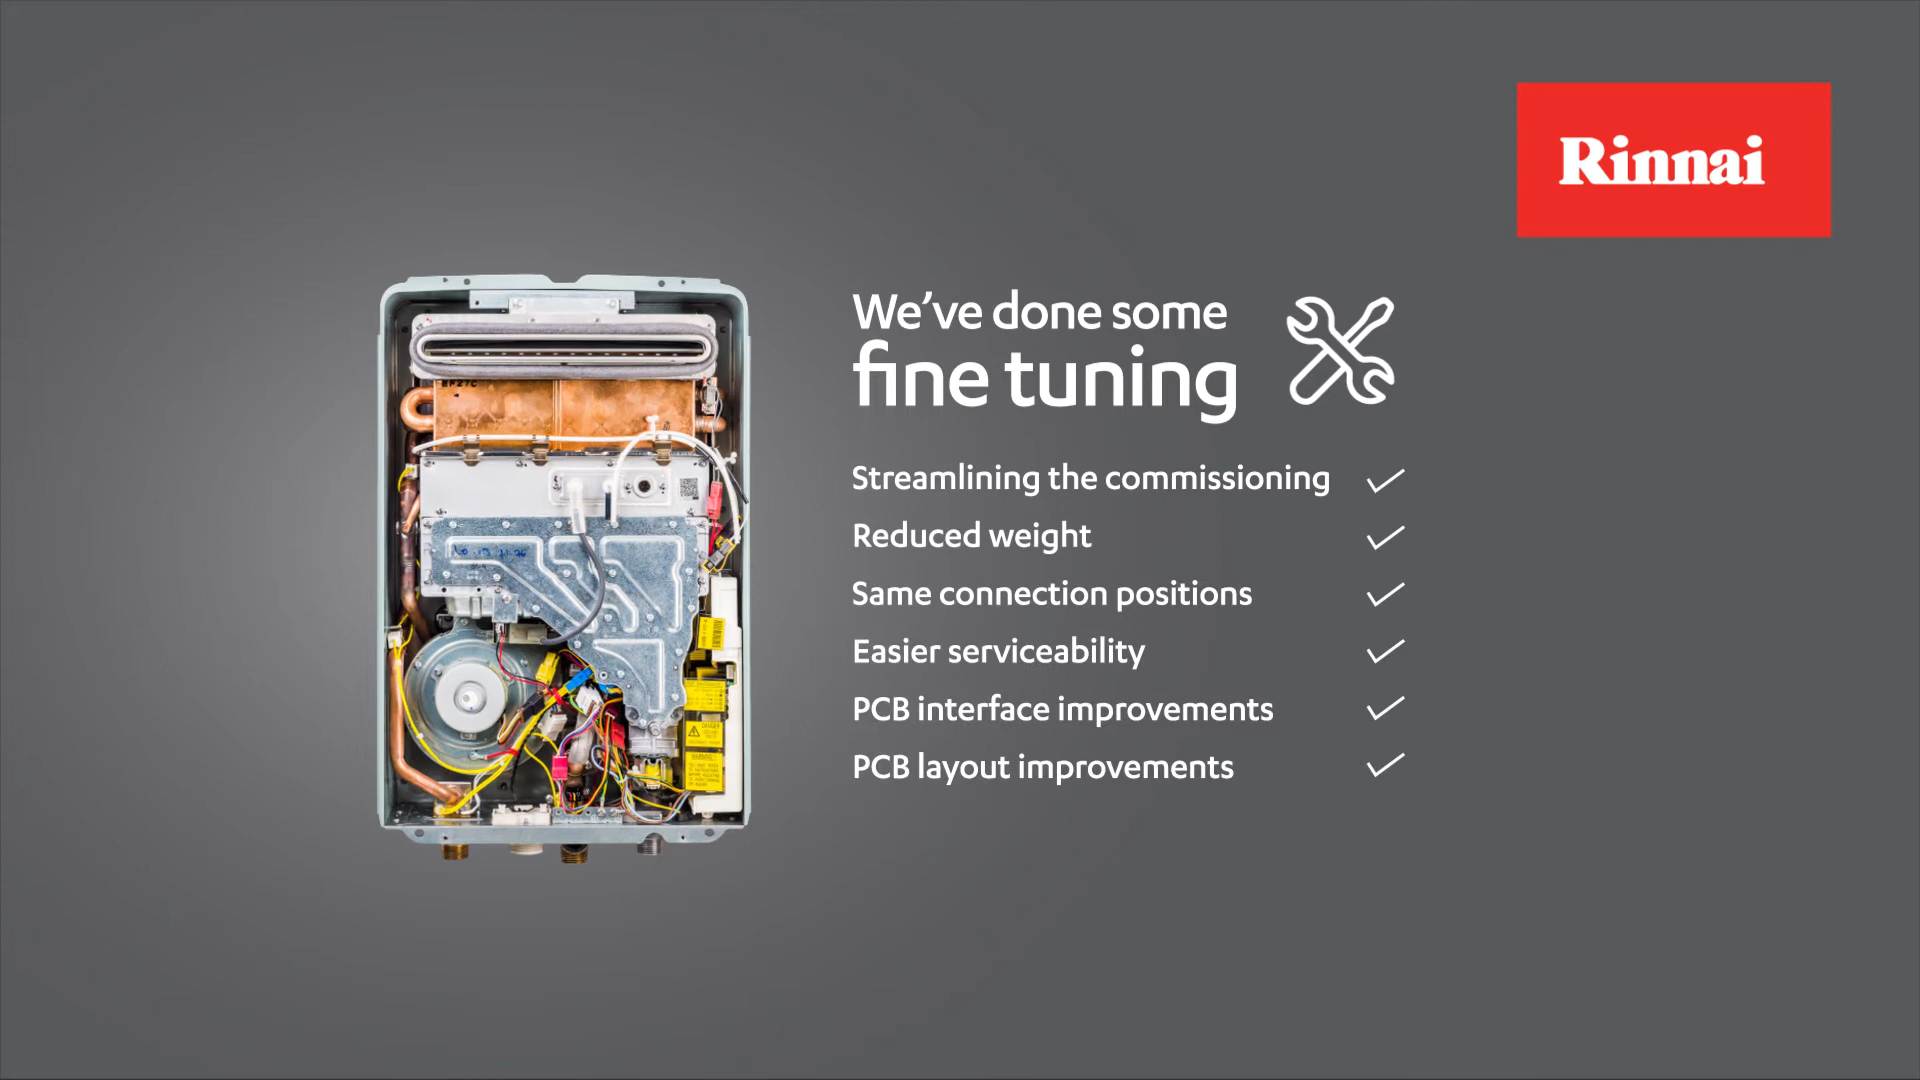 Rinnai
We've done some
fine tuning
Streamlining the commissioning
Reduced weight
Same connection positions
Easier serviceability
PCB interface improvements
PCB layout improvements